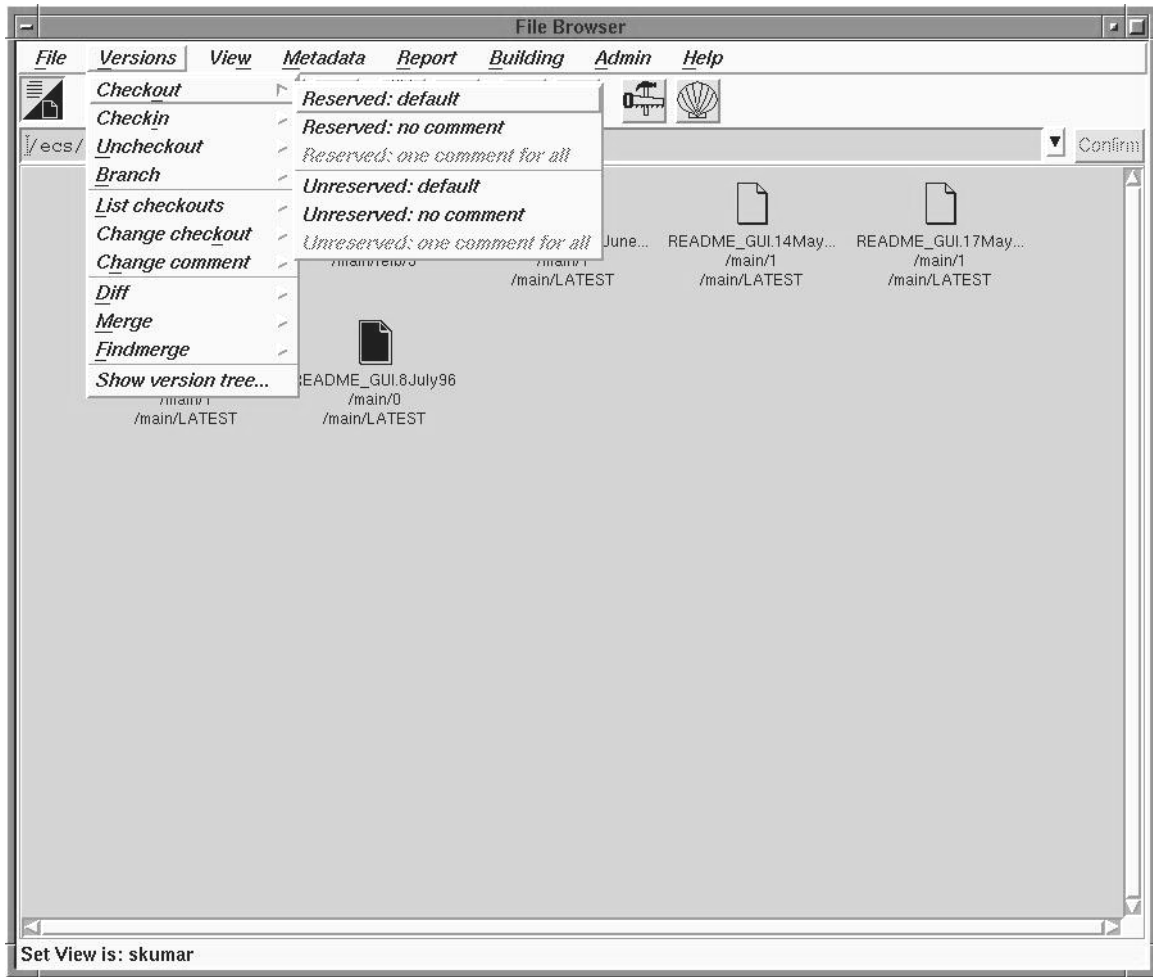 File Browser
File Versions View Metadata Report Building Admin Help
Checkout
Reserved: default
Checkin
Reserved: no comment
/ecs/
Uncheckout
Reserved: one comment for all
Confirm
Branch
Unreserved: default
List checkouts
Unreserved: no comment
Change checkout
Unreserved: one comment for all
June... README_GUI.14May... README_GUI.17May...
Change comment
/main/1 /main/1
/main/LATEST /main/LATEST /main/LATEST
Diff
Merge
Findmerge
Show version tree...
EADME_GUI.8July96
/main/0
/main/LATEST /main/LATEST
Set View is: skumar